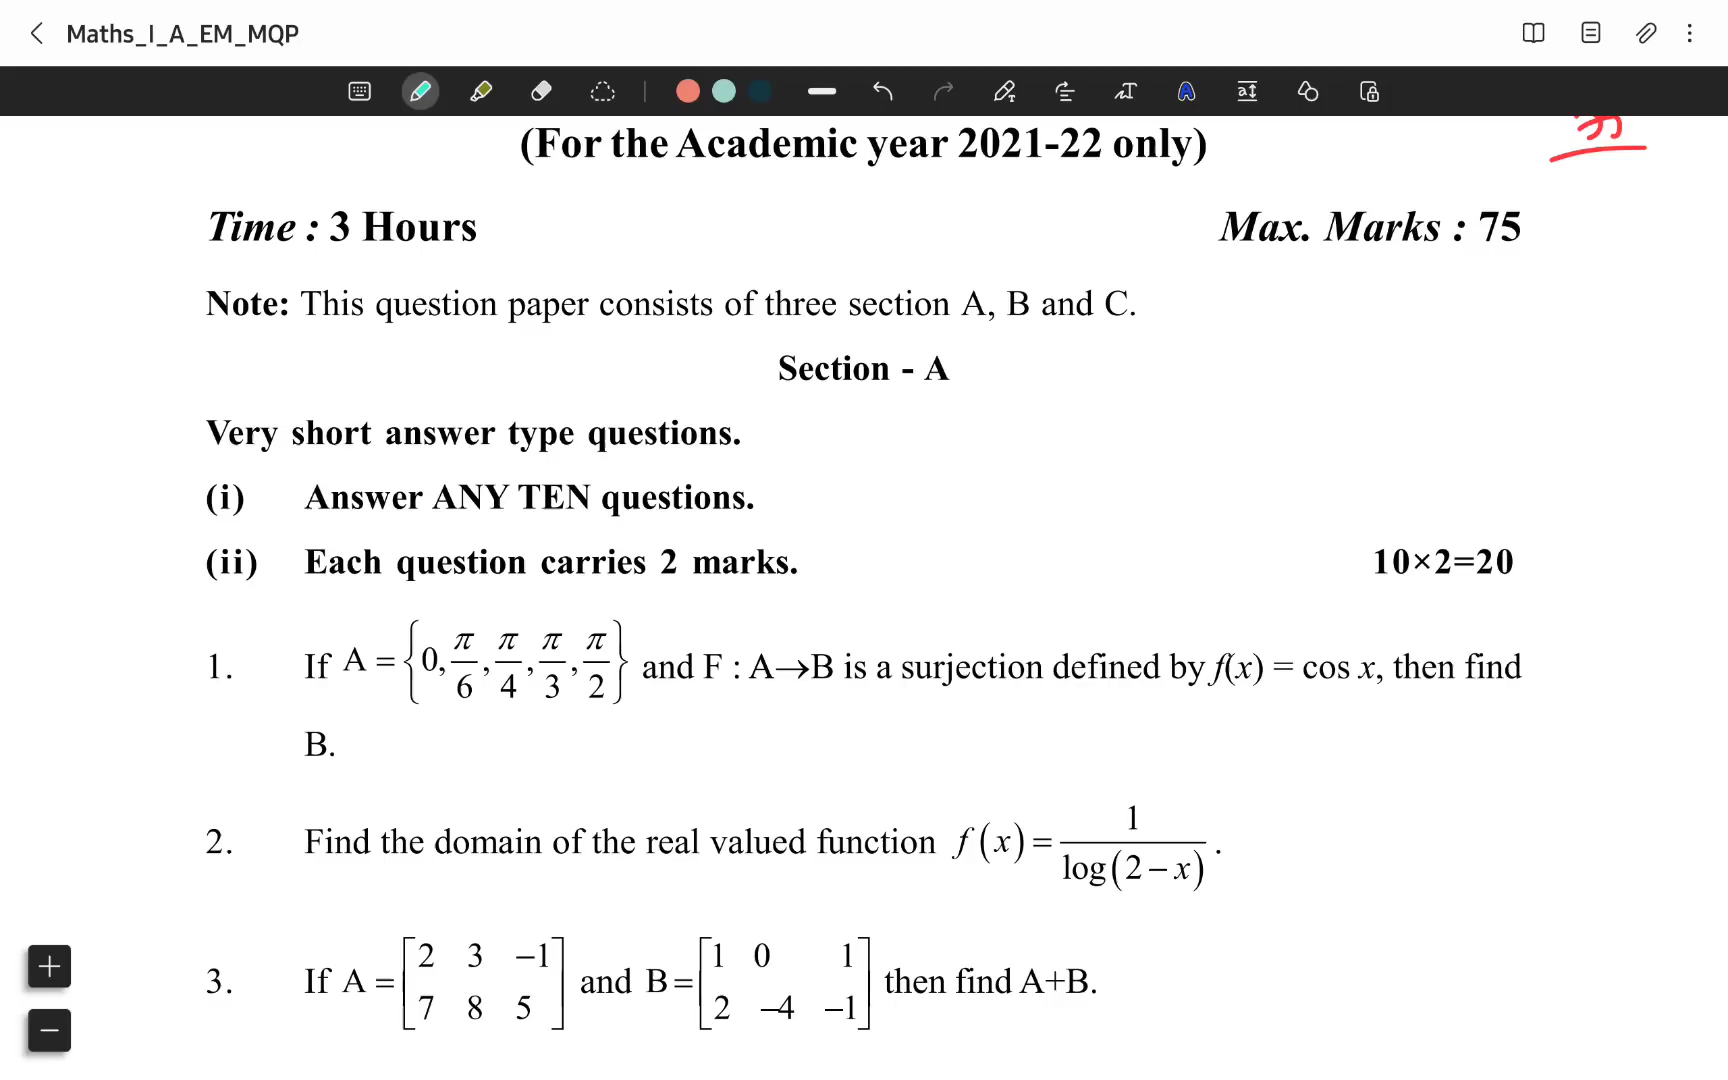 Maths_I_A_EM_MQP
(For the Academic year 2021-22 only)
Time : 3 Hours Max. Marks : 75
Note: This question paper consists of three section A, B and C.
Section - A
Very short answer type questions.
(i) Answer ANY TEN questions.
(ii) Each question carries 2 marks. 10×2=20
1. If A = {0, π/6, π/4, π/3, π/2} and F : A→B is a surjection defined by f(x) = cos x, then find
B.
2. Find the domain of the real valued function f(x) = 1/log(2−x).
3. If A = [2 3 −1; 7 8 5] and B = [1 0 1; 2 −4 −1] then find A+B.